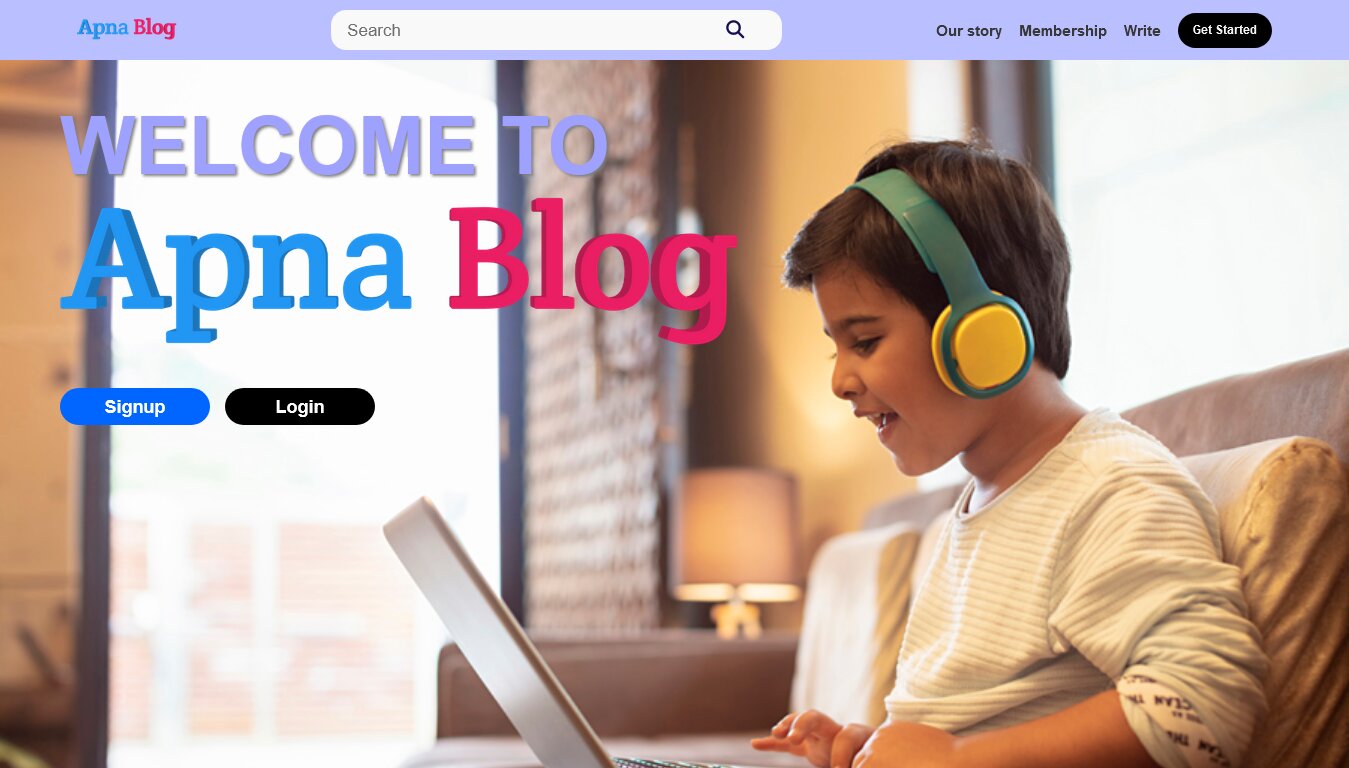 Apna Blog
Search
Our story
Membership
Write
Get Started
WELCOME TO
Apna Blog
Signup
Login